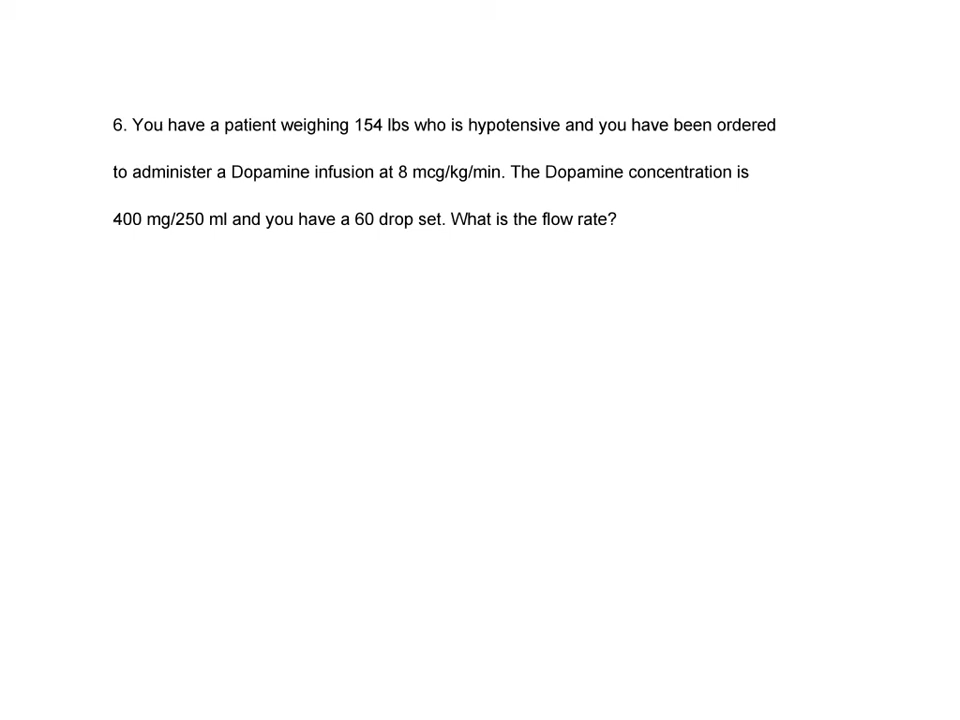 6. You have a patient weighing 154 lbs who is hypotensive and you have been ordered
to administer a Dopamine infusion at 8 mcg/kg/min. The Dopamine concentration is
400 mg/250 ml and you have a 60 drop set. What is the flow rate?